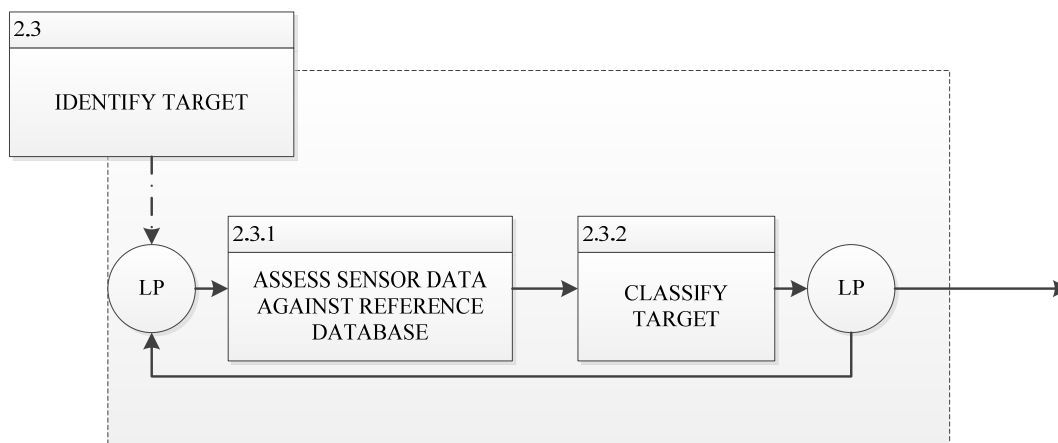 2.3
IDENTIFY TARGET
LP
2.3.1
ASSESS SENSOR DATA
AGAINST REFERENCE
DATABASE
2.3.2
CLASSIFY
TARGET
LP